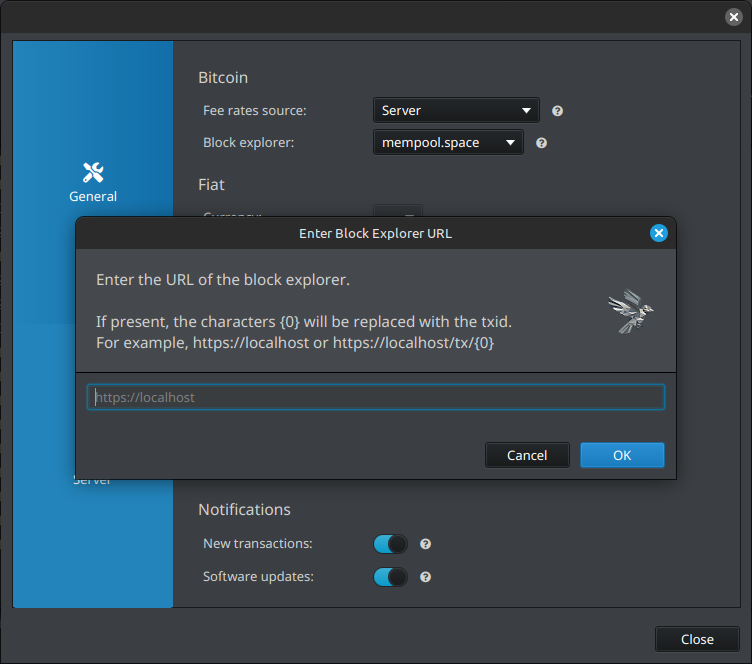 Bitcoin
Fee rates source: Server
Block explorer: mempool.space
Fiat
General
Currency:
Enter Block Explorer URL
Enter the URL of the block explorer.
If present, the characters {0} will be replaced with the txid.
For example, https://localhost or https://localhost/tx/{0}
https://localhost
Cancel OK
Server
Notifications
New transactions:
Software updates:
Close